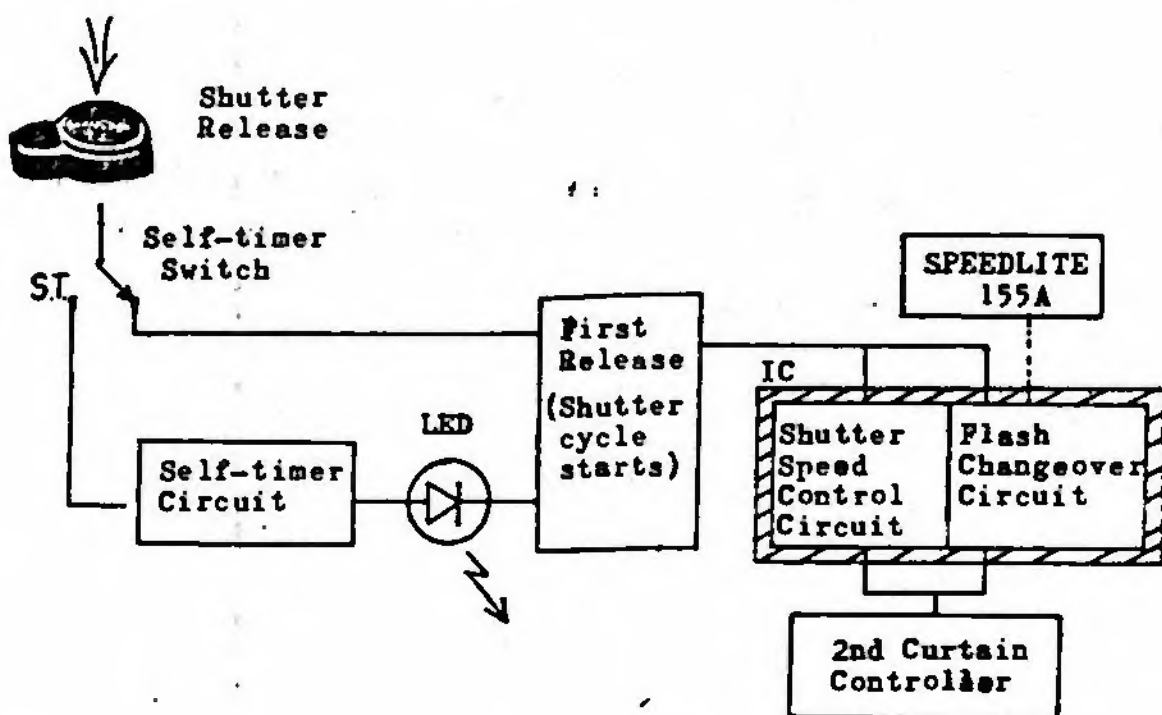 Shutter
Release
Self-timer
Switch
S.T.
SPEEDLITE
155A
First
Release
(Shutter
cycle
starts)
IC
LED
Self-timer
Circuit
Shutter
Speed
Control
Circuit
Flash
Changeover
Circuit
2nd Curtain
Controller